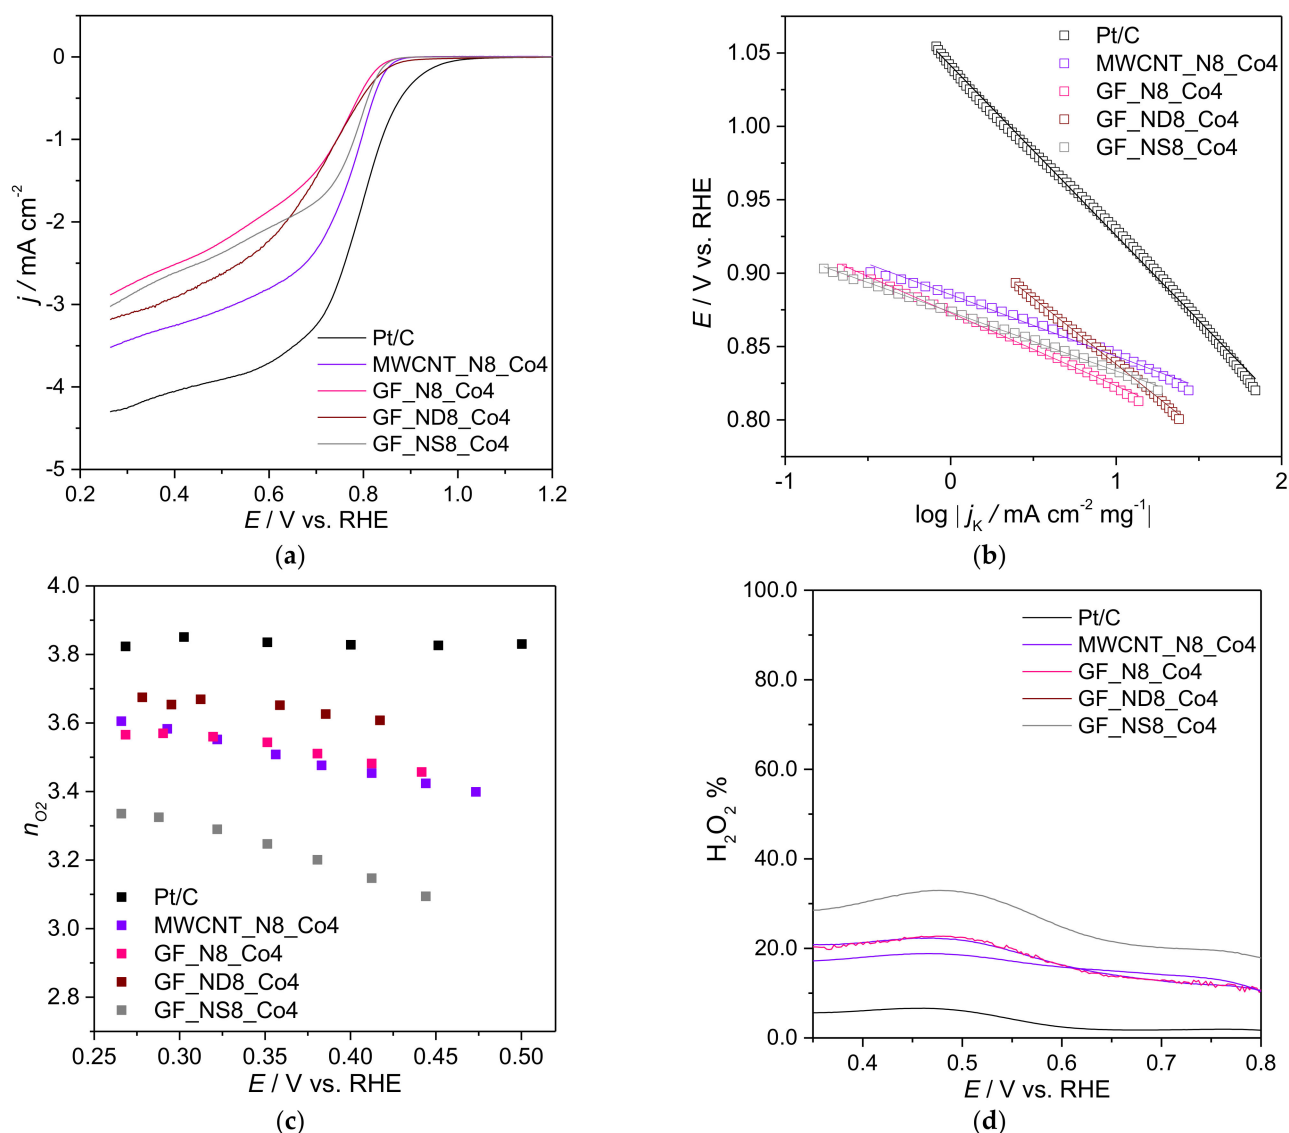 0
-1
-2
-3
-4
-5
j / mA cm-2
Pt/C
MWCNT_N8_Co4
GF_N8_Co4
GF_ND8_Co4
GF_NS8_Co4
0.2 0.4 0.6 0.8 1.0 1.2
E / V vs. RHE
(a)
1.05
1.00
0.95
0.90
0.85
0.80
E / V vs. RHE
Pt/C
MWCNT_N8_Co4
GF_N8_Co4
GF_ND8_Co4
GF_NS8_Co4
-1 0 1 2
log | jK / mA cm-2 mg-1|
(b)
4.0
3.8
3.6
3.4
3.2
3.0
2.8
nO2
Pt/C
MWCNT_N8_Co4
GF_N8_Co4
GF_ND8_Co4
GF_NS8_Co4
0.25 0.30 0.35 0.40 0.45 0.50
E / V vs. RHE
(c)
100.0
80.0
60.0
40.0
20.0
0.0
H2O2 %
Pt/C
MWCNT_N8_Co4
GF_N8_Co4
GF_ND8_Co4
GF_NS8_Co4
0.4 0.5 0.6 0.7 0.8
E / V vs. RHE
(d)